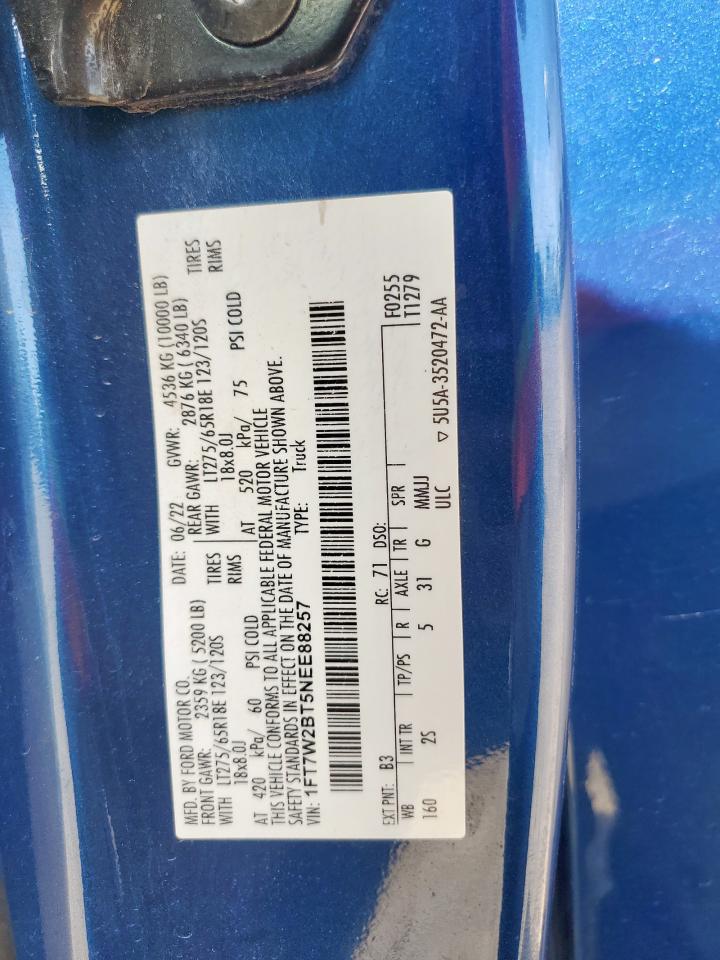 MFD. BY FORD MOTOR CO. DATE: 06/22 GVWR: 4536 KG (10000 LB)
FRONT GAWR: 2359 KG ( 5200 LB) REAR GAWR: 2876 KG ( 6340 LB)
WITH LT275/65R18E 123/120S TIRES WITH LT275/65R18E 123/120S TIRES
18x8.0J RIMS 18x8.0J RIMS
AT 420 kPa/ 60 PSI COLD AT 520 kPa/ 75 PSI COLD
THIS VEHICLE CONFORMS TO ALL APPLICABLE FEDERAL MOTOR VEHICLE
SAFETY STANDARDS IN EFFECT ON THE DATE OF MANUFACTURE SHOWN ABOVE.
VIN: 1FT7W2BT5NEE88257 TYPE: Truck
EXT PNT: B3 RC: 71 DSO: F0255
WB INT TR TP/PS R AXLE TR SPR T1279
160 2S 5 31 G MMJJ
ULC ▽ 5U5A-3520472-AA